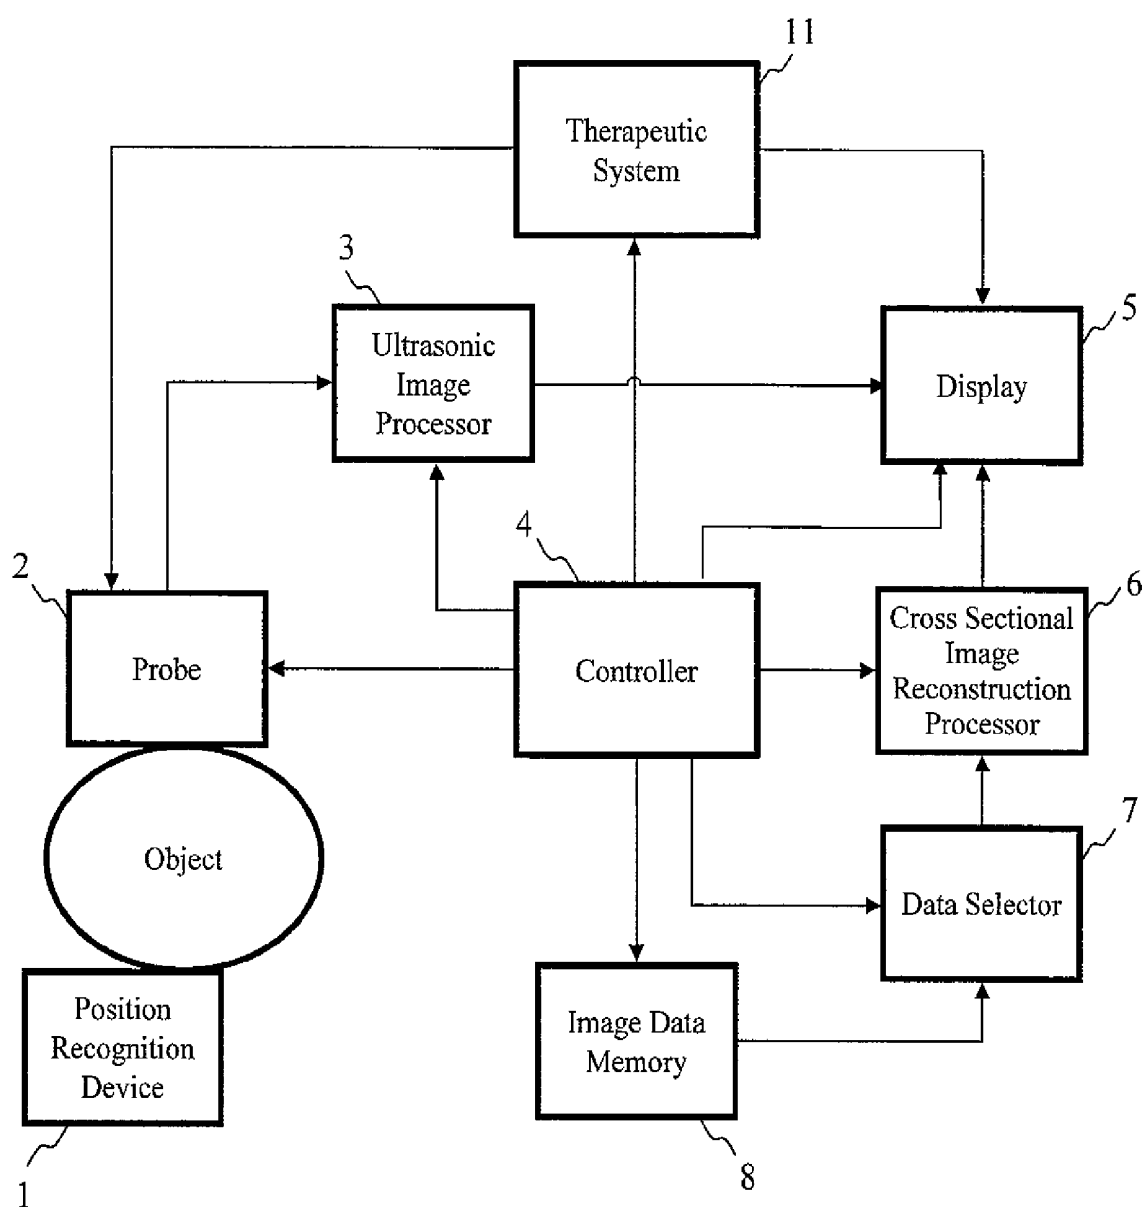 11
Therapeutic
System
3
Ultrasonic
Image
Processor
5
Display
4
Controller
2
Probe
6
Cross Sectional
Image
Reconstruction
Processor
Object
7
Data Selector
Position
Recognition
Device
1
Image Data
Memory
8